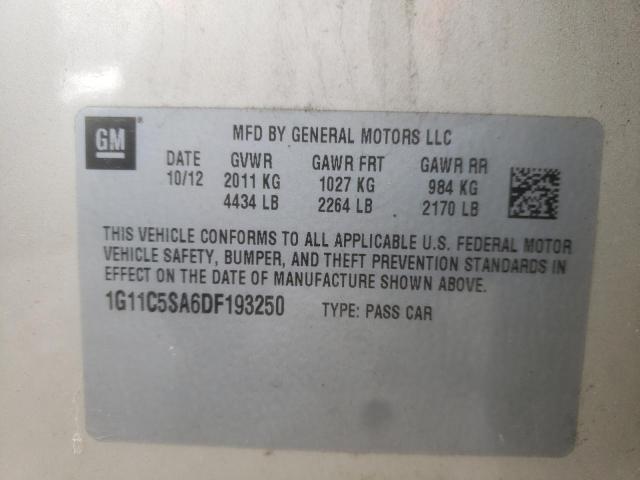 GM
MFD BY GENERAL MOTORS LLC
DATE GVWR GAWR FRT GAWR RR
10/12 2011 KG 1027 KG 984 KG
4434 LB 2264 LB 2170 LB
THIS VEHICLE CONFORMS TO ALL APPLICABLE U.S. FEDERAL MOTOR
VEHICLE SAFETY, BUMPER, AND THEFT PREVENTION STANDARDS IN
EFFECT ON THE DATE OF MANUFACTURE SHOWN ABOVE.
1G11C5SA6DF193250 TYPE: PASS CAR